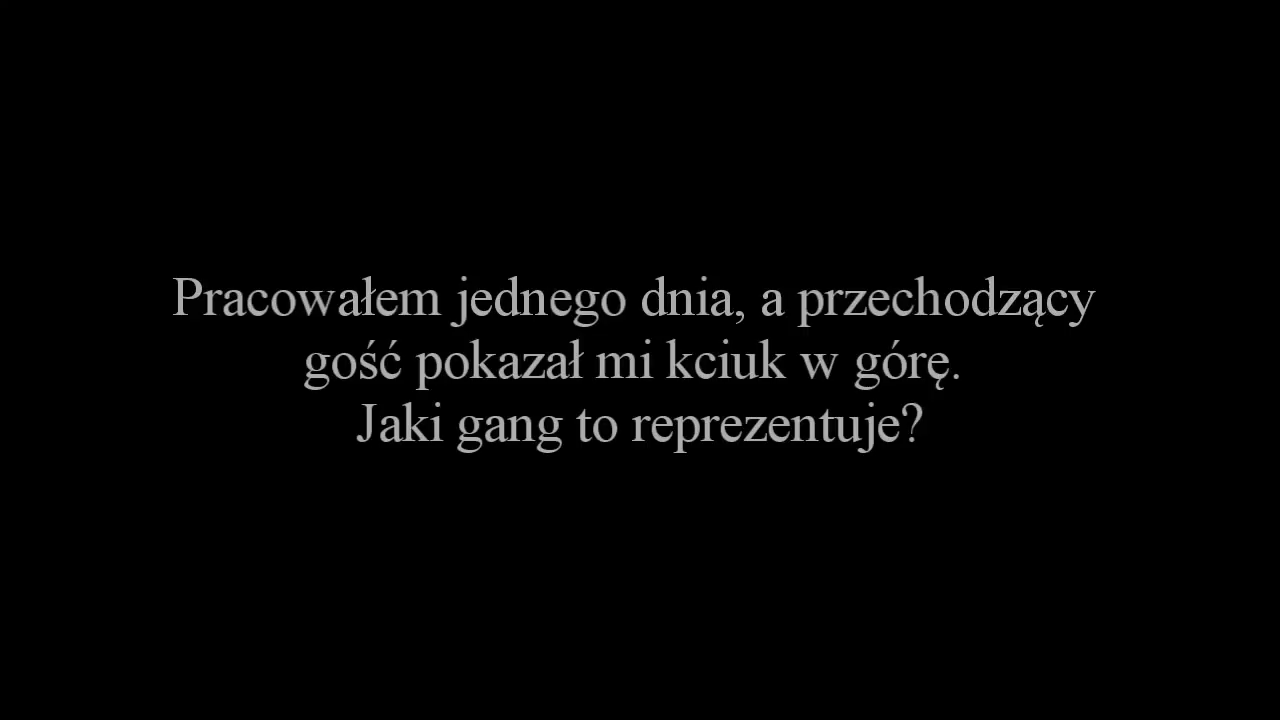 Pracowałem jednego dnia, a przechodzący
gość pokazał mi kciuk w górę.
Jaki gang to reprezentuje?